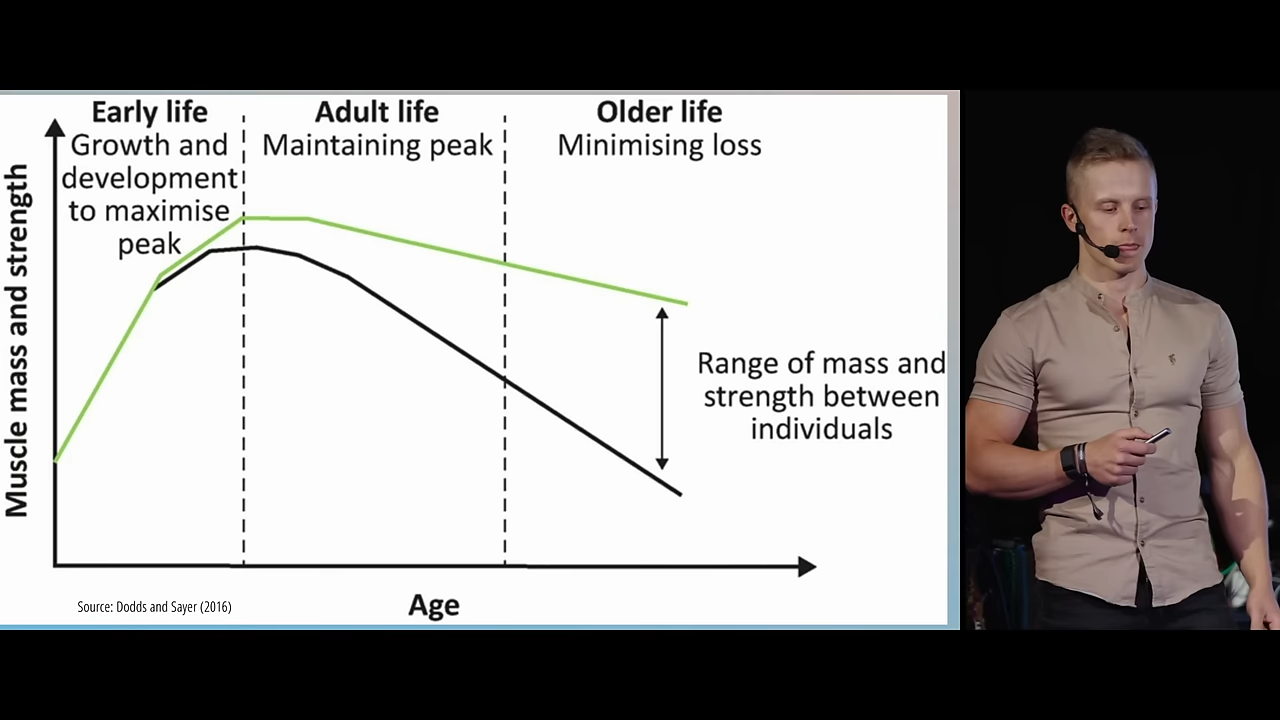 Early life
Growth and
development
to maximise
peak
Adult life
Maintaining peak
Older life
Minimising loss
Muscle mass and strength
Range of mass and
strength between
individuals
Age
Source: Dodds and Sayer (2016)